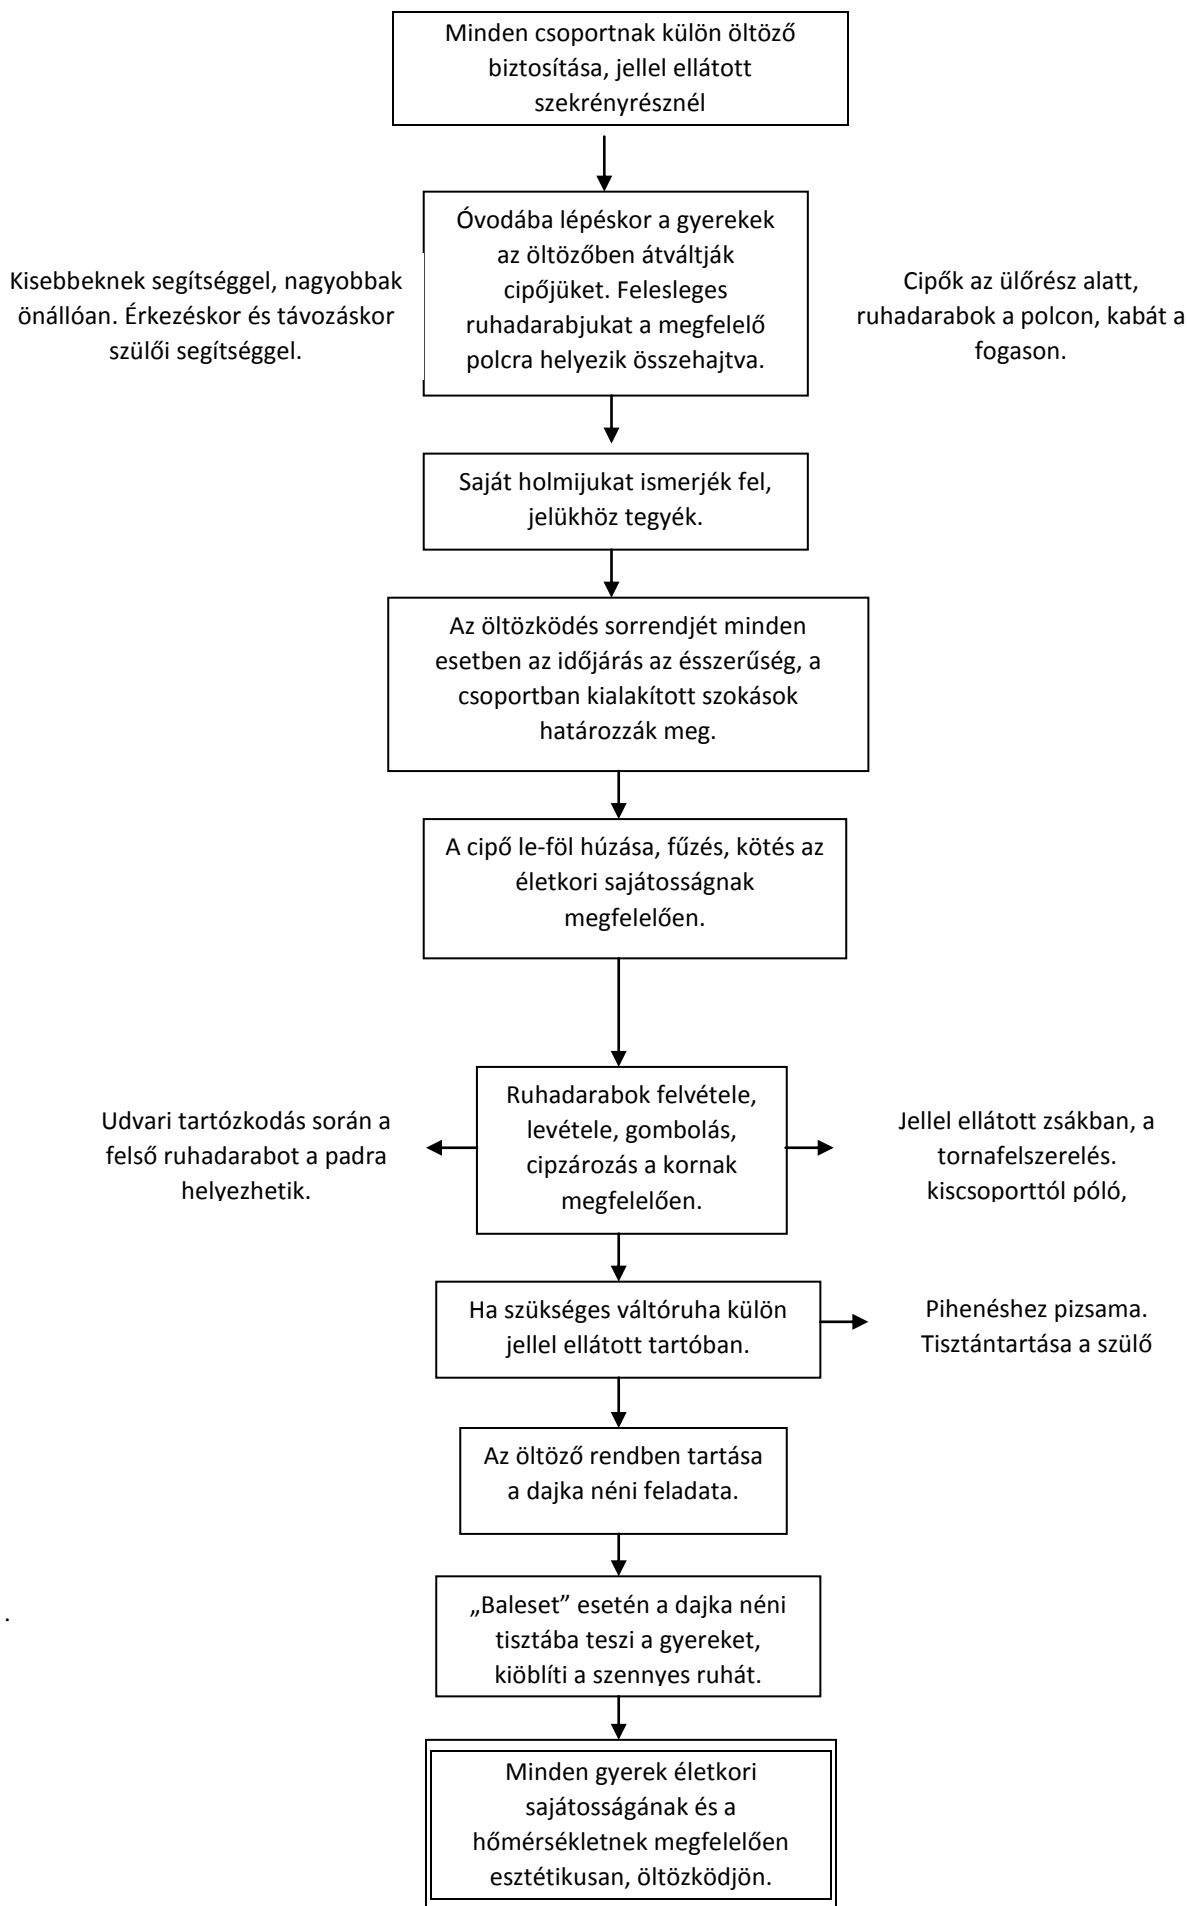 Minden csoportnak külön öltöző
biztosítása, jellel ellátott
szekrényrésznél
Óvodába lépéskor a gyerekek
az öltözőben átváltják
cipőjüket. Felesleges
ruhadarabjukat a megfelelő
polcra helyezik összehajtva.
Kisebbeknek segítséggel, nagyobbak
önállóan. Érkezéskor és távozáskor
szülői segítséggel.
Cipők az ülőrész alatt,
ruhadarabok a polcon, kabát a
fogason.
Saját holmijukat ismerjék fel,
jelükhöz tegyék.
Az öltözködés sorrendjét minden
esetben az időjárás az ésszerűség, a
csoportban kialakított szokások
határozzák meg.
A cipő le-föl húzása, fűzés, kötés az
életkori sajátosságnak
megfelelően.
Ruhadarabok felvétele,
levétele, gombolás,
cipzározás a kornak
megfelelően.
Udvari tartózkodás során a
felső ruhadarabot a padra
helyezhetik.
Jellel ellátott zsákban, a
tornafelszerelés.
kiscsoporttól póló,
Ha szükséges váltóruha külön
jellel ellátott tartóban.
Pihenéshez pizsama.
Tisztántartása a szülő
Az öltöző rendben tartása
a dajka néni feladata.
„Baleset” esetén a dajka néni
tisztába teszi a gyereket,
kiöblíti a szennyes ruhát.
.
Minden gyerek életkori
sajátosságának és a
hőmérsékletnek megfelelően
esztétikusan, öltözködjön.